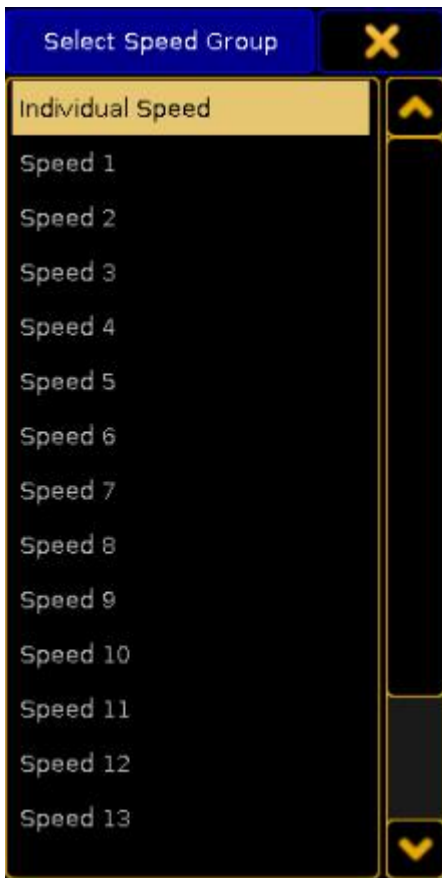 Select Speed Group
Individual Speed
Speed 1
Speed 2
Speed 3
Speed 4
Speed 5
Speed 6
Speed 7
Speed 8
Speed 9
Speed 10
Speed 11
Speed 12
Speed 13